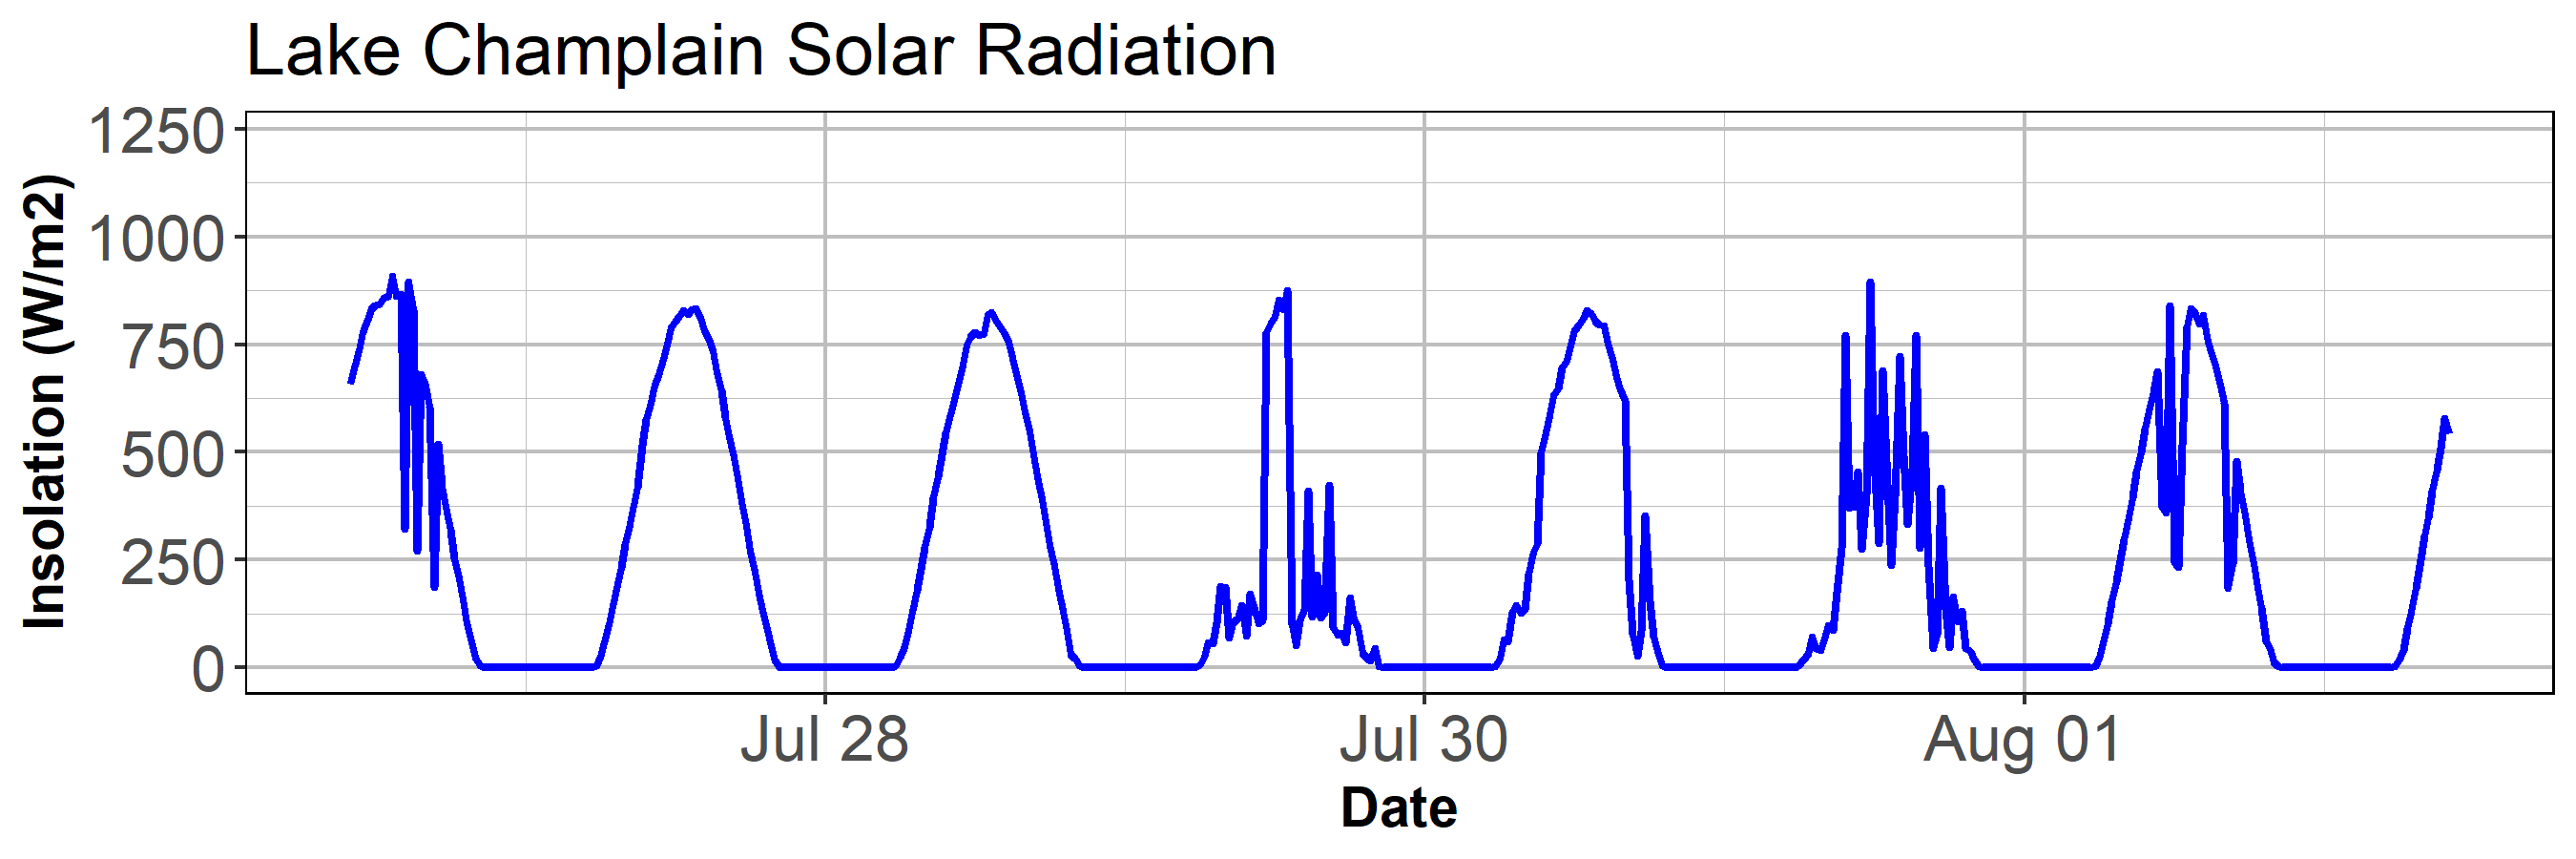 Lake Champlain Solar Radiation
Insolation (W/m2)
1250
1000
750
500
250
0
Jul 28
Jul 30
Aug 01
Date